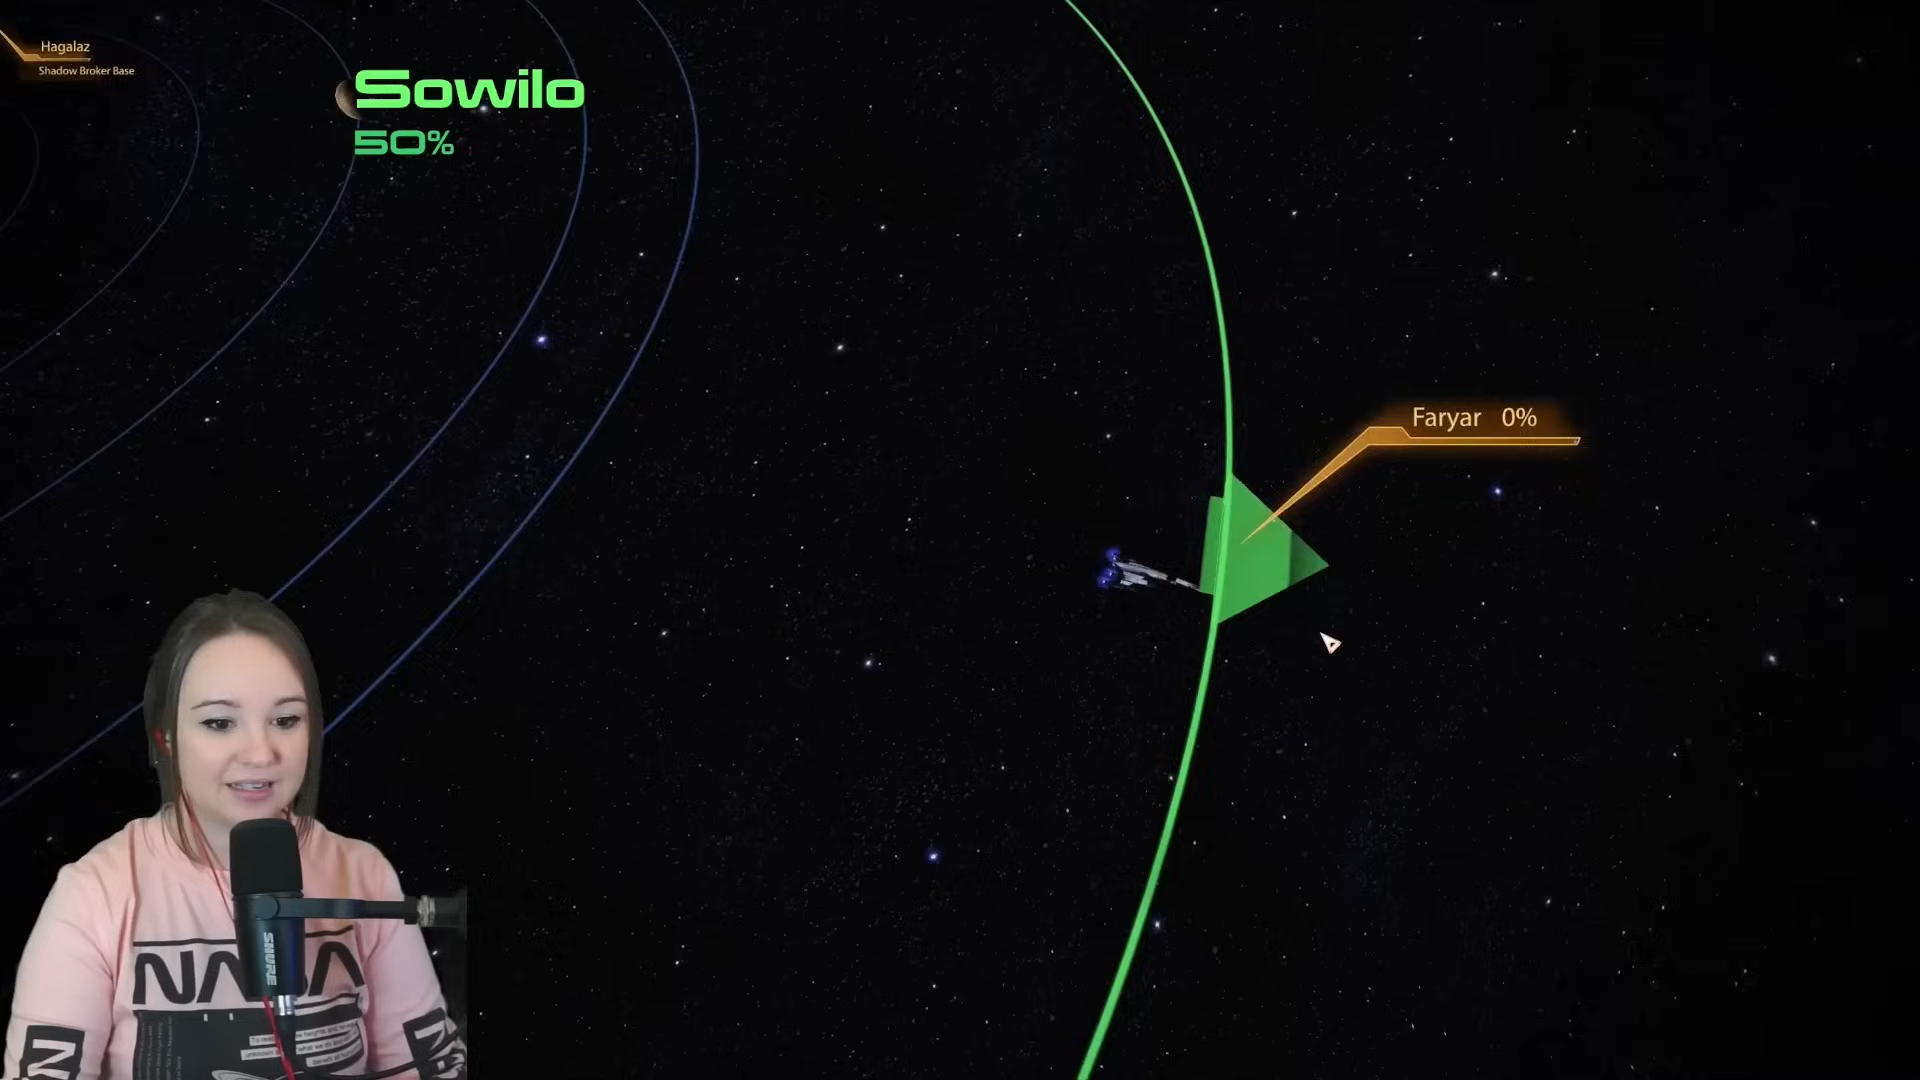 Hagalaz
Shadow Broker Base
Sowilo
50%
Faryar 0%
SHURE
NASA